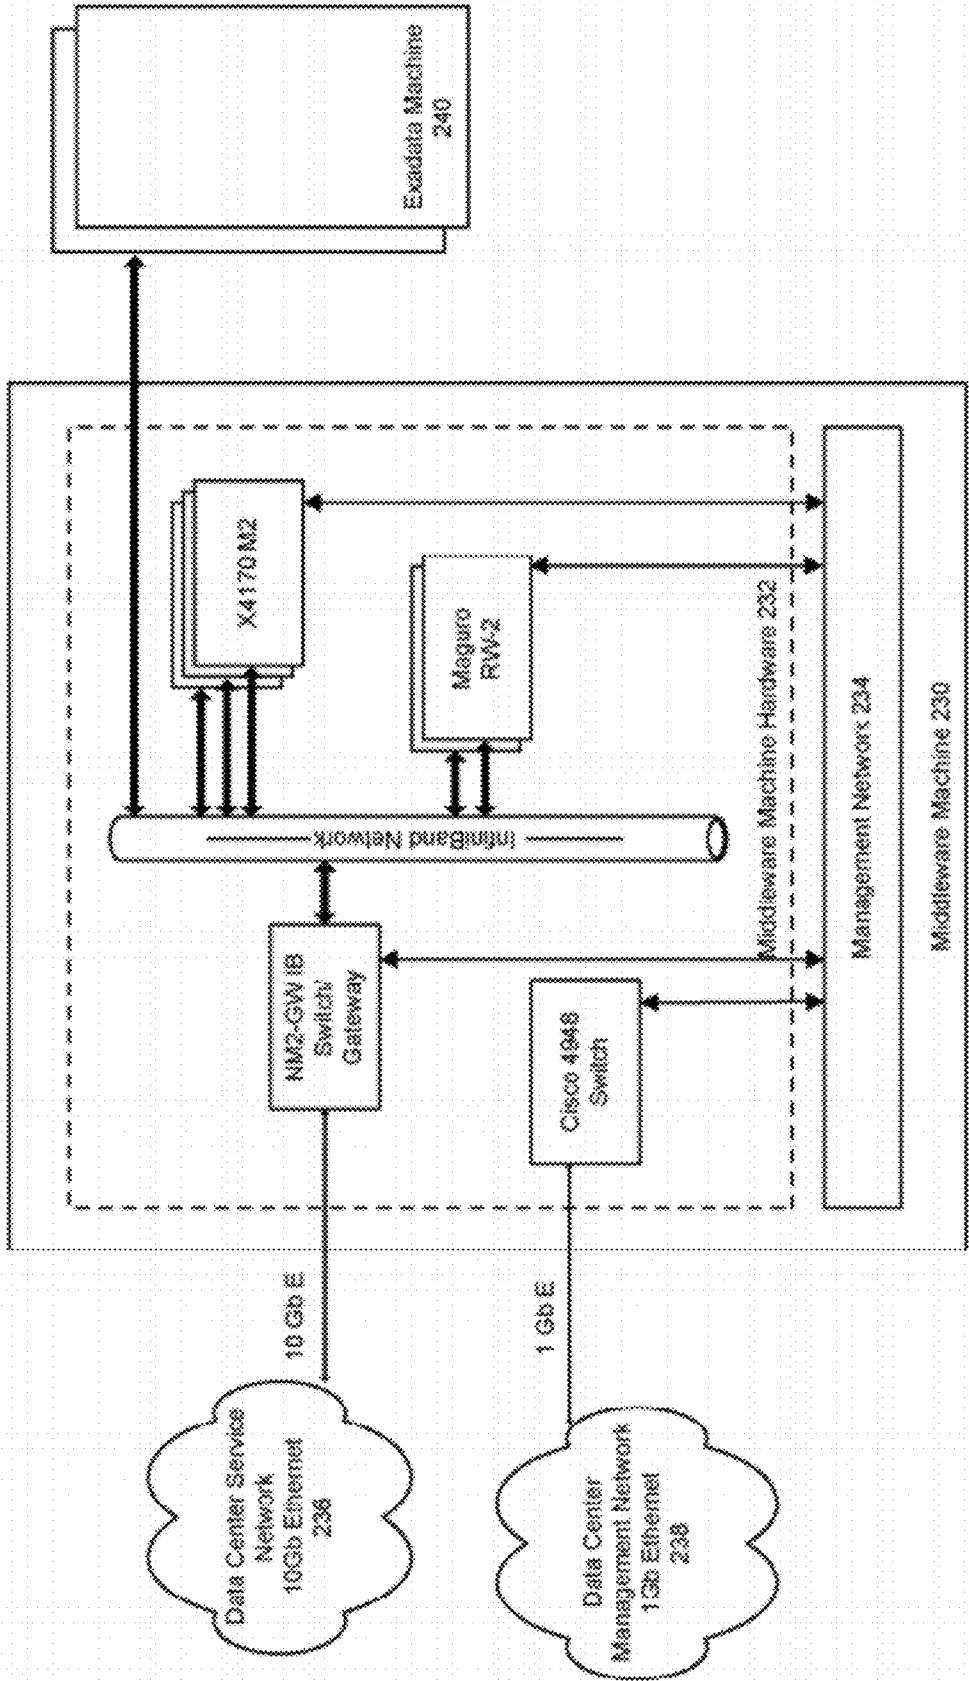 Exadata Machine
240
X4170 M2
Maguro
RW-2
InfiniBand Network
NM2-GW IB
Switch/
Gateway
Cisco 4948
Switch
Middleware Machine Hardware 232
Management Network 234
Middleware Machine 230
10 Gb E
1 Gb E
Data Center Service
Network
10Gb Ethernet
236
Data Center
Management Network
1Gb Ethernet
238